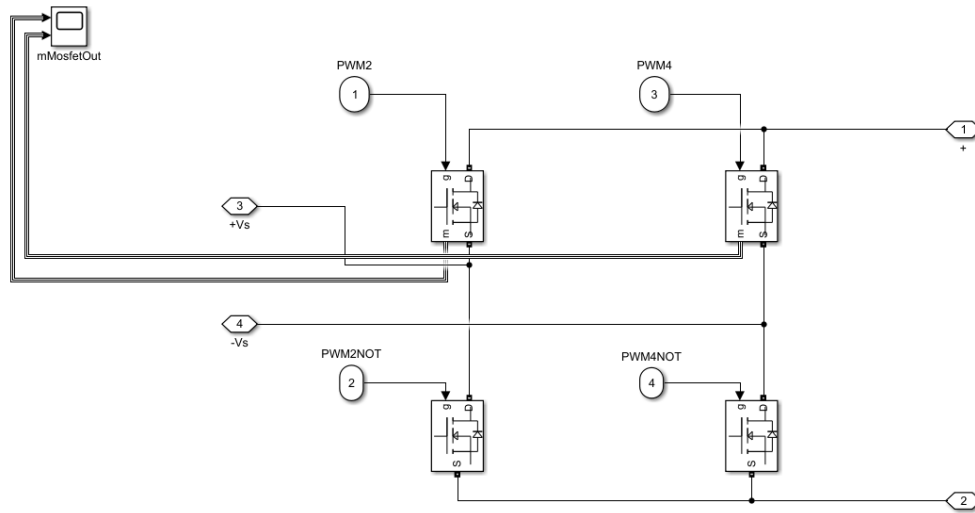 mMosfetOut
PWM2
1
PWM4
3
1
+
g
D
m
S
g
D
m
S
3
+Vs
4
-Vs
PWM2NOT
2
PWM4NOT
4
g
D
S
g
D
S
2